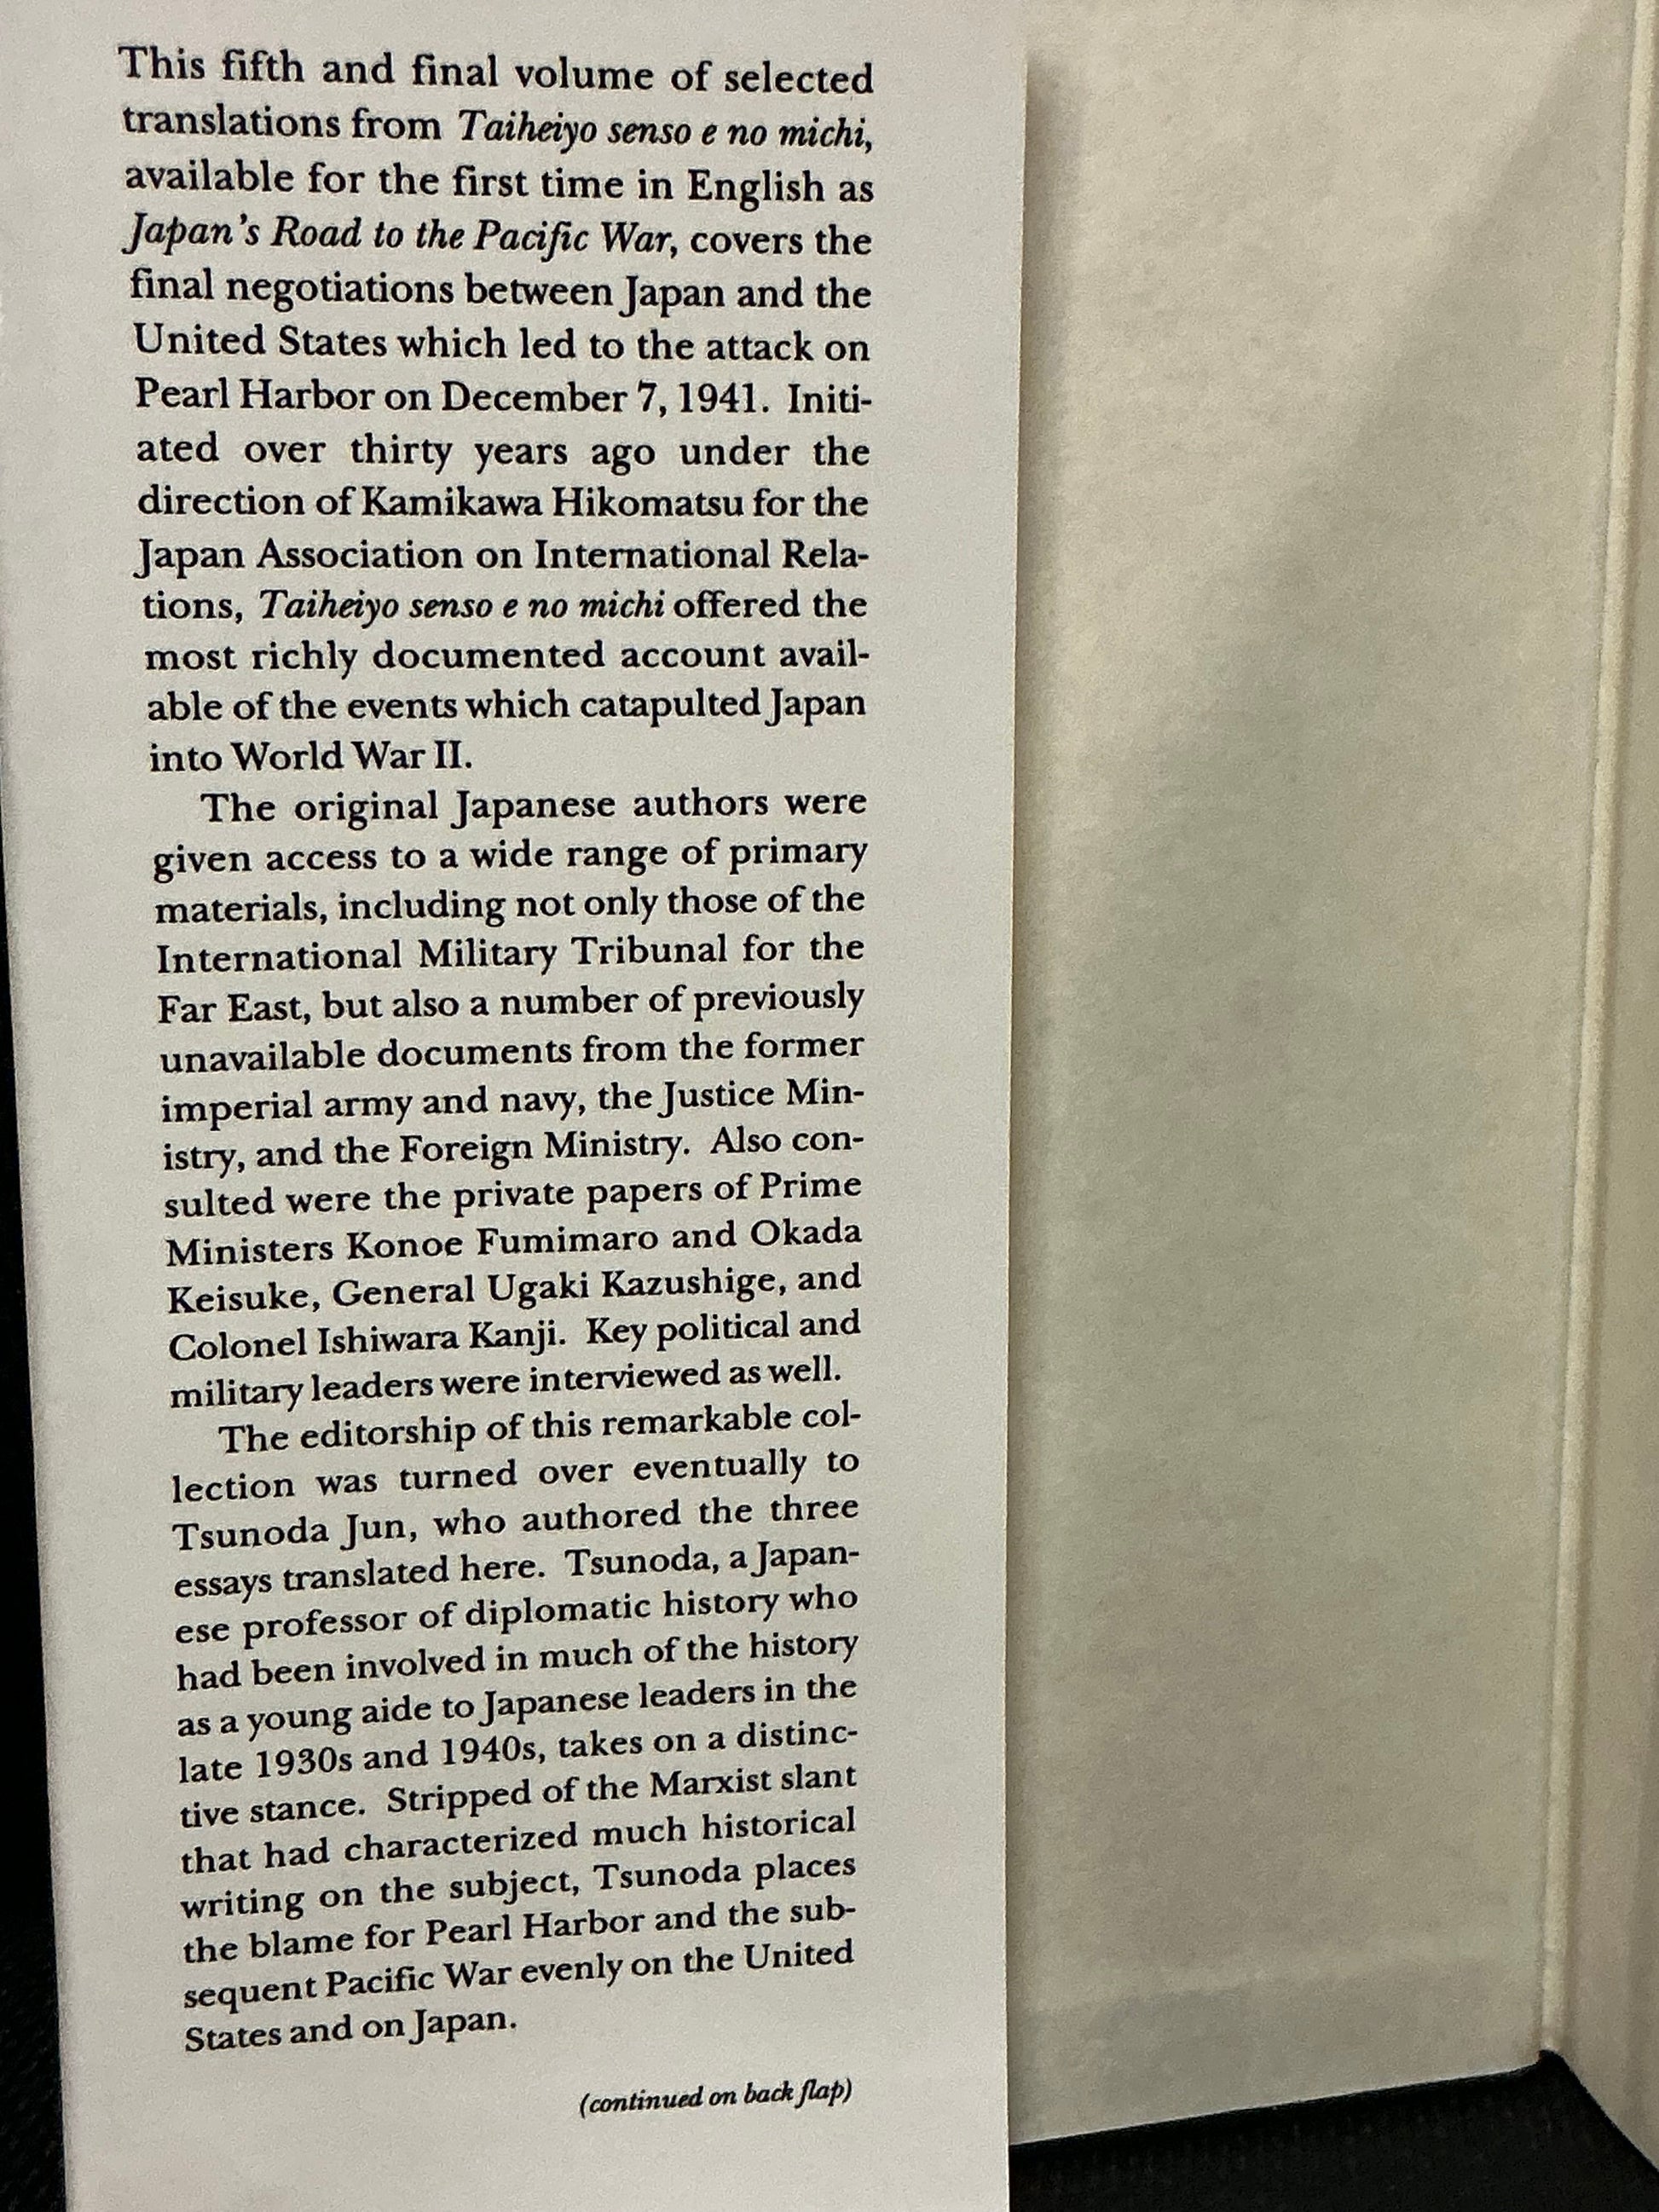 This fifth and final volume of selected
translations from Taiheiyo senso e no michi,
available for the first time in English as
Japan's Road to the Pacific War, covers the
final negotiations between Japan and the
United States which led to the attack on
Pearl Harbor on December 7, 1941. Initi-
ated over thirty years ago under the
direction of Kamikawa Hikomatsu for the
Japan Association on International Rela-
tions, Taiheiyo senso e no michi offered the
most richly documented account avail-
able of the events which catapulted Japan
into World War II.
The original Japanese authors were
given access to a wide range of primary
materials, including not only those of the
International Military Tribunal for the
Far East, but also a number of previously
unavailable documents from the former
imperial army and navy, the Justice Min-
istry, and the Foreign Ministry. Also con-
sulted were the private papers of Prime
Ministers Konoe Fumimaro and Okada
Keisuke, General Ugaki Kazushige, and
Colonel Ishiwara Kanji. Key political and
military leaders were interviewed as well.
The editorship of this remarkable col-
lection was turned over eventually to
Tsunoda Jun, who authored the three
essays translated here. Tsunoda, a Japan-
ese professor of diplomatic history who
had been involved in much of the history
as a young aide to Japanese leaders in the
late 1930s and 1940s, takes on a distinc-
tive stance. Stripped of the Marxist slant
that had characterized much historical
writing on the subject, Tsunoda places
the blame for Pearl Harbor and the sub-
sequent Pacific War evenly on the United
States and on Japan.
(continued on back flap)